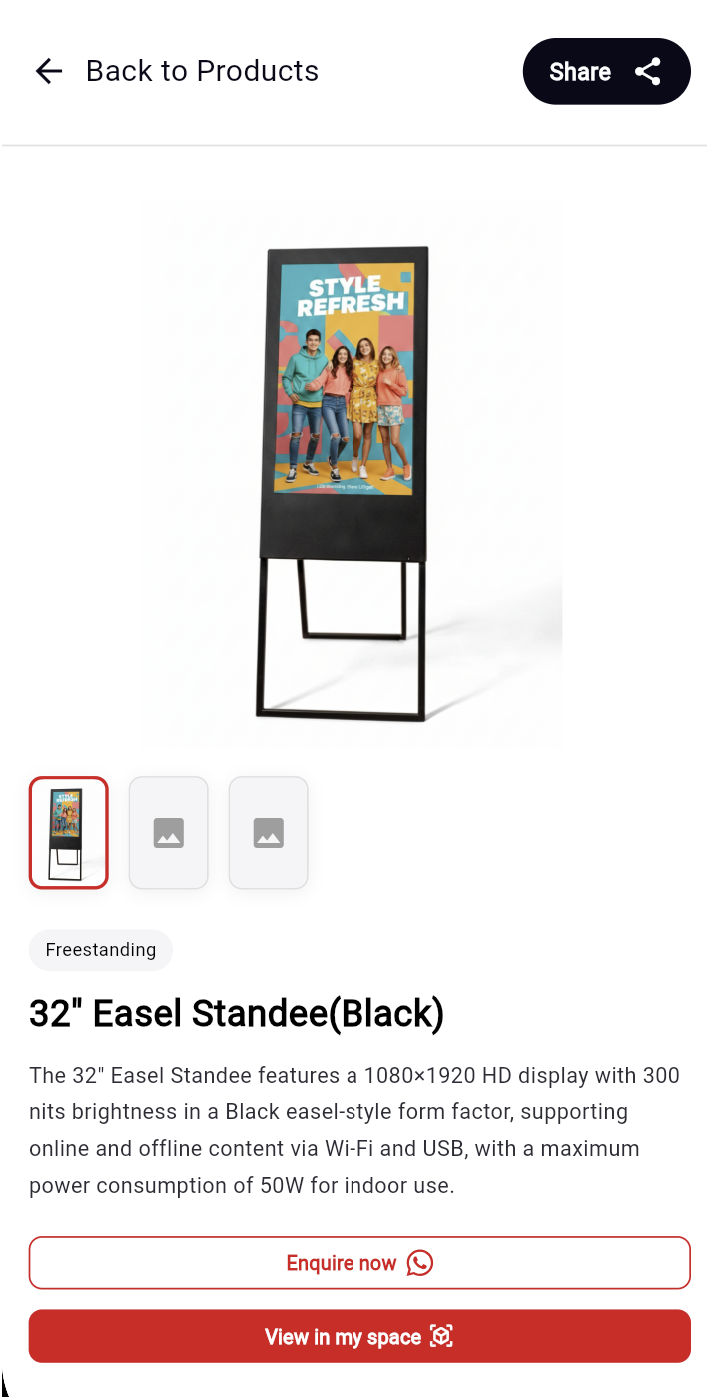 Back to Products
Share
STYLE
REFRESH
Freestanding
32" Easel Standee(Black)
The 32" Easel Standee features a 1080×1920 HD display with 300
nits brightness in a Black easel-style form factor, supporting
online and offline content via Wi-Fi and USB, with a maximum
power consumption of 50W for indoor use.
Enquire now
View in my space